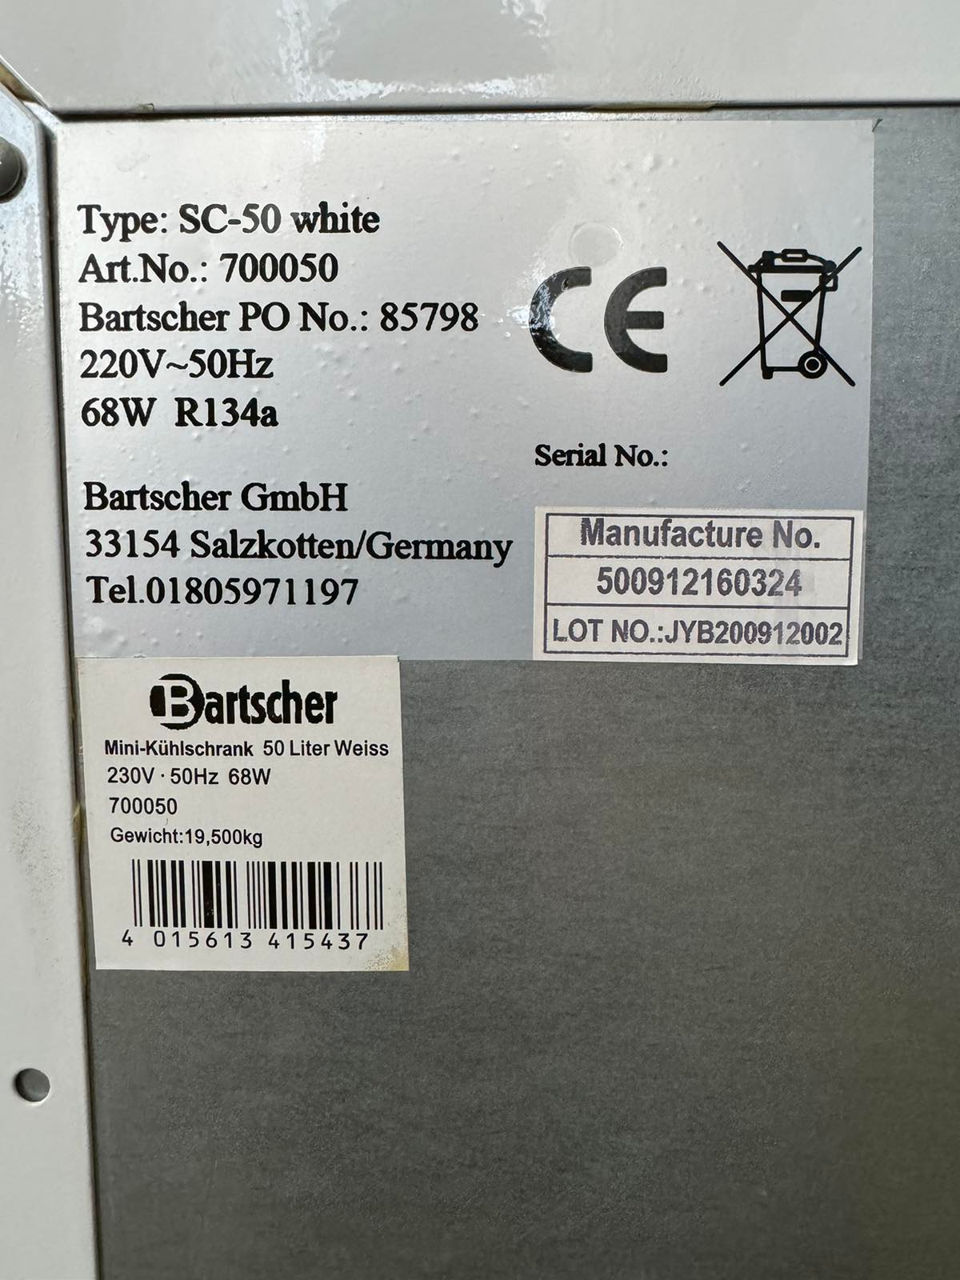 Type: SC-50 white
Art.No.: 700050
Bartscher PO No.: 85798
220V~50Hz
68W R134a
Bartscher GmbH
33154 Salzkotten/Germany
Tel.01805971197
CE
Serial No.:
Manufacture No.
500912160324
LOT NO.:JYB200912002
Bartscher
Mini-Kühlschrank 50 Liter Weiss
230V · 50Hz 68W
700050
Gewicht:19,500kg
4 015613 415437